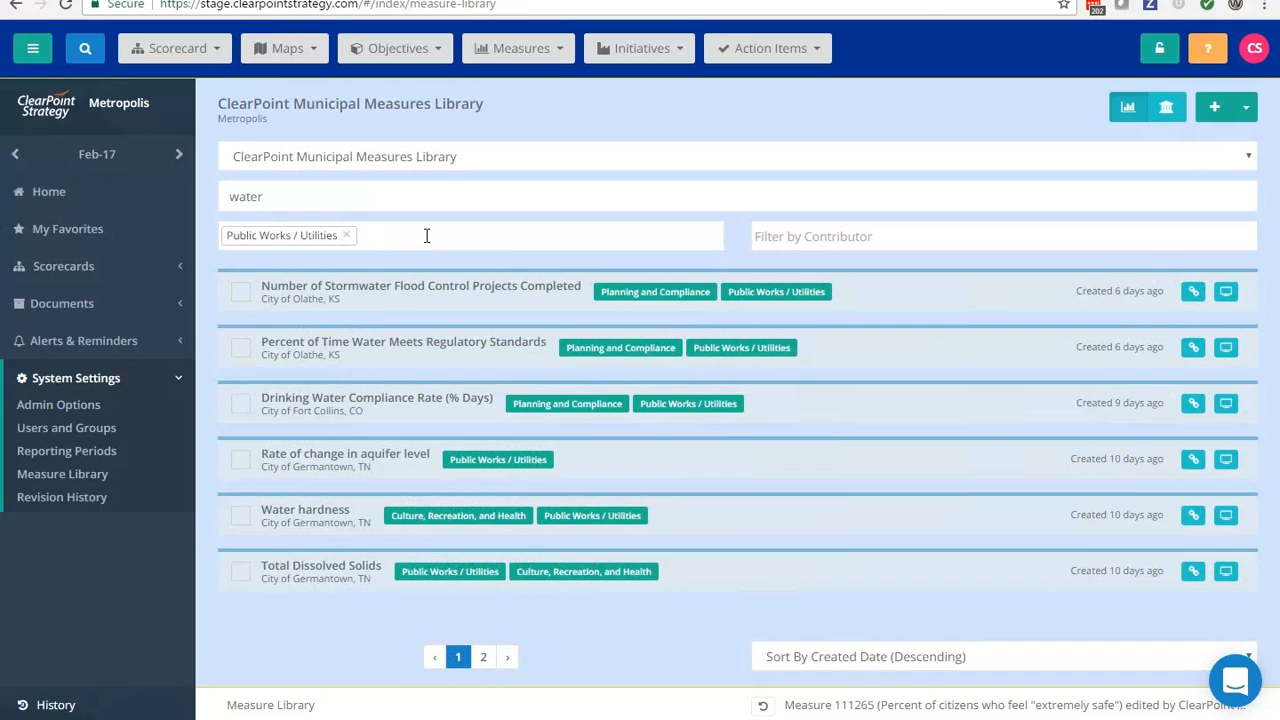 Secure https://stage.clearpointstrategy.com/#/index/measure-library
202
Scorecard Maps Objectives Measures Initiatives Action Items ? CS
ClearPoint Strategy Metropolis
Feb-17
Home
My Favorites
Scorecards
Documents
Alerts & Reminders
System Settings
Admin Options
Users and Groups
Reporting Periods
Measure Library
Revision History
History
ClearPoint Municipal Measures Library
Metropolis
ClearPoint Municipal Measures Library
water
Public Works / Utilities × Filter by Contributor
Number of Stormwater Flood Control Projects Completed Planning and Compliance Public Works / Utilities Created 6 days ago
City of Olathe, KS
Percent of Time Water Meets Regulatory Standards Planning and Compliance Public Works / Utilities Created 6 days ago
City of Olathe, KS
Drinking Water Compliance Rate (% Days) Planning and Compliance Public Works / Utilities Created 9 days ago
City of Fort Collins, CO
Rate of change in aquifer level Public Works / Utilities Created 10 days ago
City of Germantown, TN
Water hardness Culture, Recreation, and Health Public Works / Utilities Created 10 days ago
City of Germantown, TN
Total Dissolved Solids Public Works / Utilities Culture, Recreation, and Health Created 10 days ago
City of Germantown, TN
‹ 1 2 › Sort By Created Date (Descending)
Measure Library Measure 111265 (Percent of citizens who feel "extremely safe") edited by ClearPoint ...